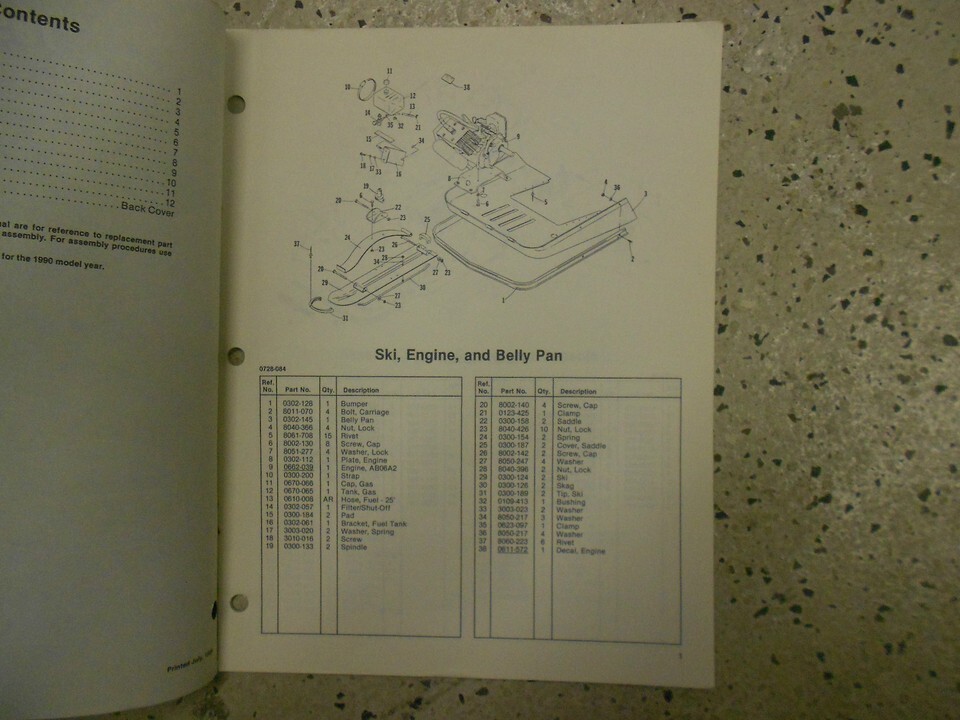 Contents
1
2
3
4
5
6
7
8
9
10
11
12
Back Cover
al are for reference to replacement part
assembly. For assembly procedures use
for the 1990 model year.
Printed July,
Ski, Engine, and Belly Pan
0728-084
Ref. No. Part No. Qty. Description
1 0302-128 1 Bumper
2 8011-070 4 Bolt, Carriage
3 0302-145 1 Belly Pan
4 8040-366 4 Nut, Lock
5 8061-708 15 Rivet
6 8002-130 8 Screw, Cap
7 8051-277 4 Washer, Lock
8 0302-112 1 Plate, Engine
9 0662-039 1 Engine, AB06A2
10 0300-200 1 Strap
11 0670-066 1 Cap, Gas
12 0670-065 1 Tank, Gas
13 0610-008 AR Hose, Fuel - 25'
14 0302-057 1 Filter/Shut-Off
15 0300-184 2 Pad
16 0302-061 1 Bracket, Fuel Tank
17 3003-020 2 Washer, Spring
18 3010-016 2 Screw
19 0300-133 2 Spindle
Ref. No. Part No. Qty. Description
20 8002-140 4 Screw, Cap
21 0123-425 1 Clamp
22 0300-158 2 Saddle
23 8040-426 10 Nut, Lock
24 0300-154 2 Spring
25 0300-187 2 Cover, Saddle
26 8002-142 2 Screw, Cap
27 8050-247 4 Washer
28 8040-396 2 Nut, Lock
29 0300-124 2 Ski
30 0300-126 2 Skag
31 0300-189 2 Tip, Ski
32 0109-413 1 Bushing
33 3003-023 2 Washer
34 8050-217 3 Washer
35 0623-097 1 Clamp
36 8050-217 4 Washer
37 8060-223 6 Rivet
38 0611-572 1 Decal, Engine
1